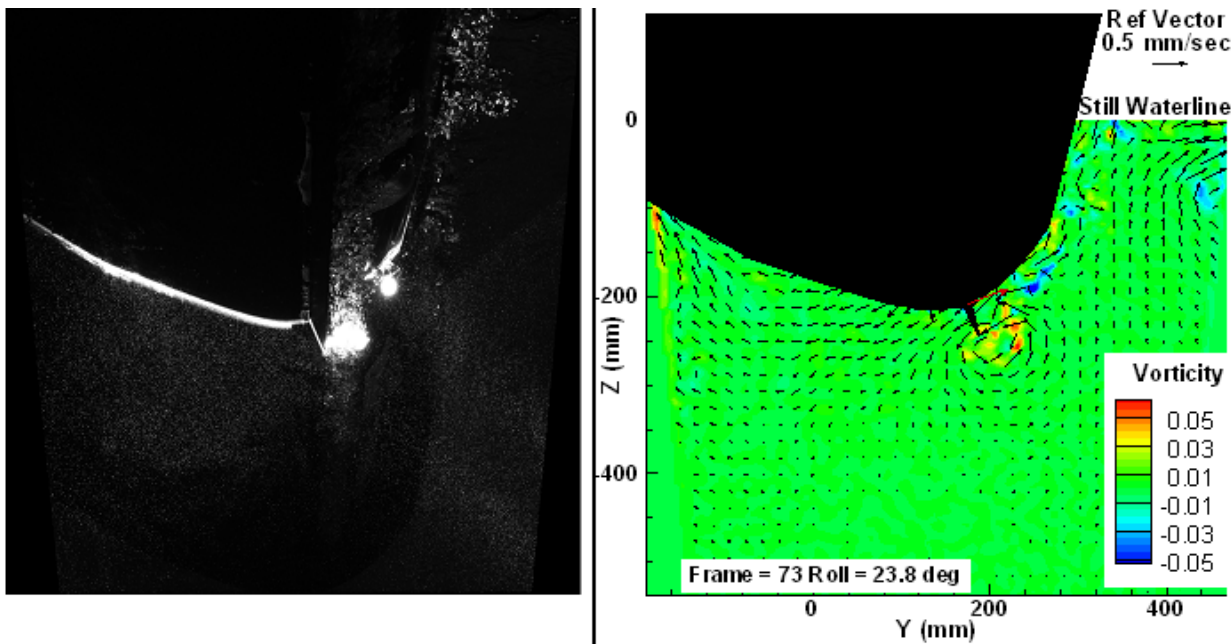 Ref Vector
0.5 mm/sec
Still Waterline
0
-200
-400
Z (mm)
Vorticity
0.05
0.03
0.01
-0.01
-0.03
-0.05
Frame = 73 Roll = 23.8 deg
0
200
400
Y (mm)